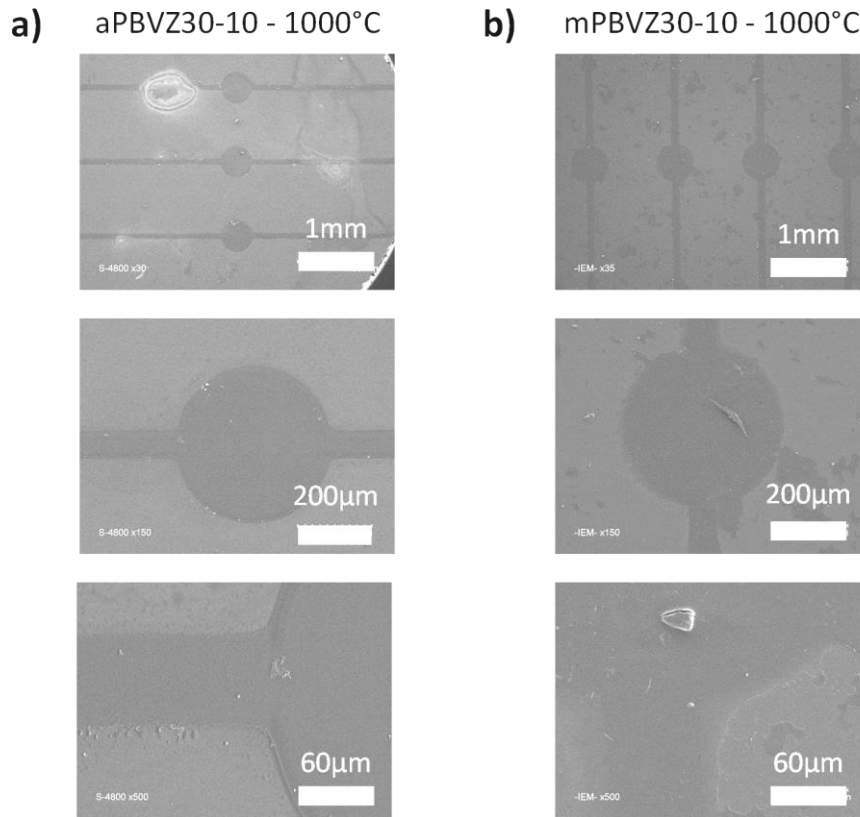 a) aPBVZ30-10 - 1000°C
b) mPBVZ30-10 - 1000°C
1mm
S-4800 x30
1mm
-IEM- x35
200µm
S-4800 x150
200µm
-IEM- x150
60µm
S-4800 x500
60µm
-IEM- x500